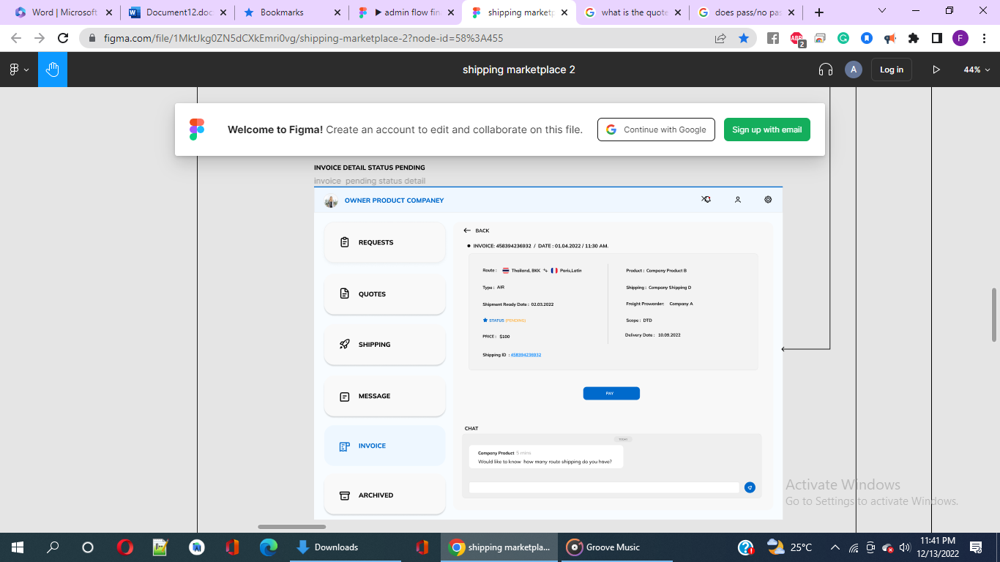 Word | Microsoft
Document12.doc
Bookmarks
admin flow fin
shipping marketp
what is the quote
does pass/no pas
figma.com/file/1MktJkg0ZN5dCXkEmri0vg/shipping-marketplace-2?node-id=58%3A455
ABP
2
F
shipping marketplace 2
A
Log in
44%
Welcome to Figma! Create an account to edit and collaborate on this file.
Continue with Google
Sign up with email
INVOICE DETAIL STATUS PENDING
invoice pending status detail
OWNER PRODUCT COMPANEY
REQUESTS
QUOTES
SHIPPING
MESSAGE
INVOICE
ARCHIVED
BACK
INVOICE: 458394236932 / DATE : 01.04.2022 / 11:30 AM.
Route : Thailand, BKK Paris,Latin
Type : AIR
Shipment Ready Date : 02.03.2022
STATUS (PENDING)
PRICE : $100
Shipping ID : 458394236932
Product : Company Product B
Shipping : Company Shipping D
Freight Prowarder: Company A
Scope : DTD
Delivery Date : 10.09.2022
PAY
CHAT
TODAY
Company Product 5 mins
Would like to know how many route shipping do you have?
Activate Windows
Go to Settings to activate Windows.
Downloads
shipping marketpla...
Groove Music
25°C
11:41 PM
12/13/2022